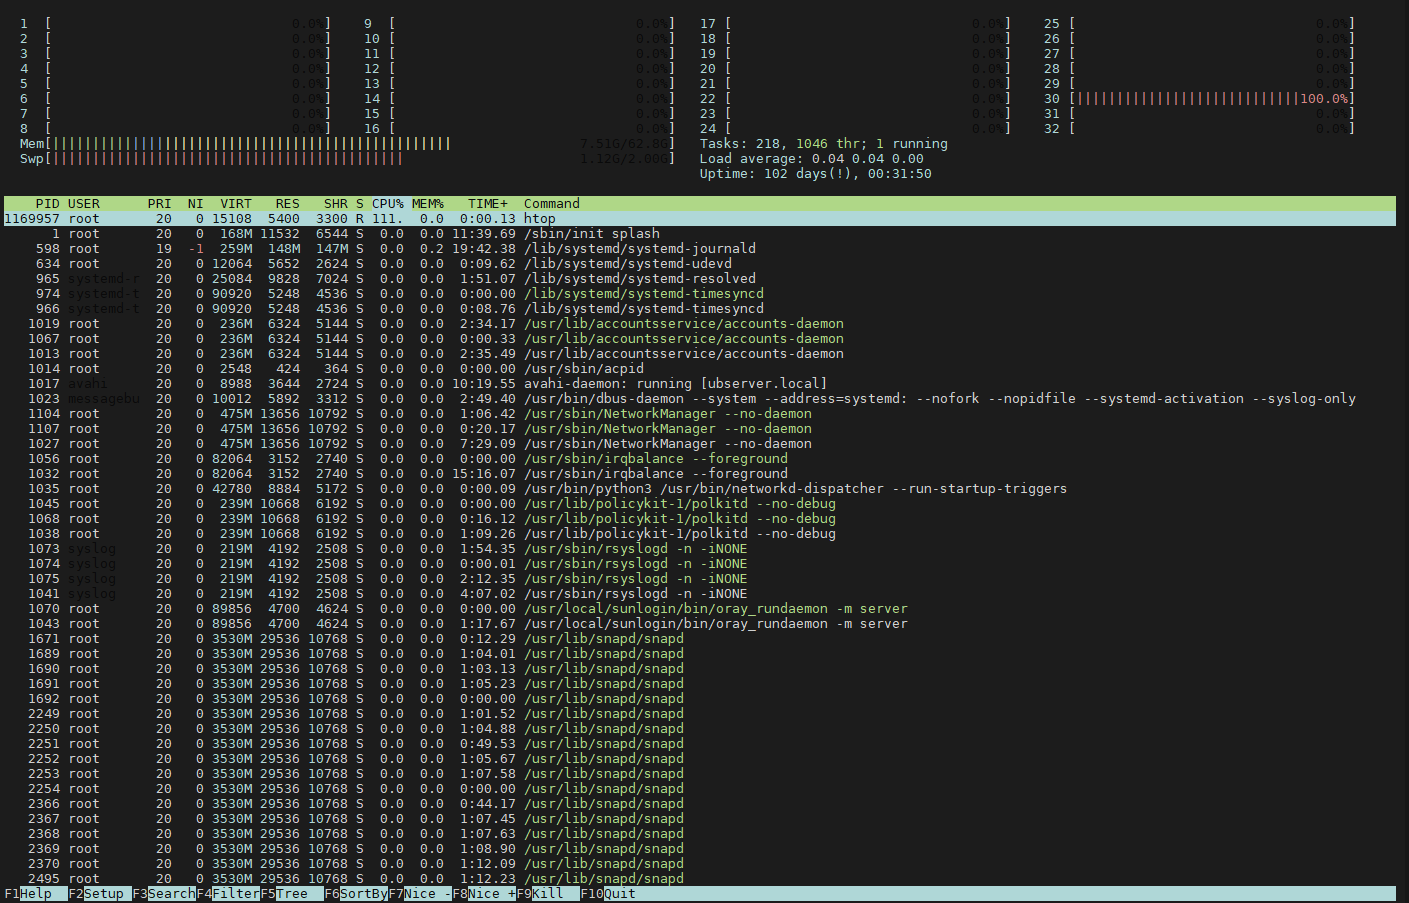 1 [ 0.0%] 9 [ 0.0%] 17 [ 0.0%] 25 [ 0.0%]
2 [ 0.0%] 10 [ 0.0%] 18 [ 0.0%] 26 [ 0.0%]
3 [ 0.0%] 11 [ 0.0%] 19 [ 0.0%] 27 [ 0.0%]
4 [ 0.0%] 12 [ 0.0%] 20 [ 0.0%] 28 [ 0.0%]
5 [ 0.0%] 13 [ 0.0%] 21 [ 0.0%] 29 [ 0.0%]
6 [ 0.0%] 14 [ 0.0%] 22 [ 0.0%] 30 [||||||||||||||||||||||||||||100.0%]
7 [ 0.0%] 15 [ 0.0%] 23 [ 0.0%] 31 [ 0.0%]
8 [ 0.0%] 16 [ 0.0%] 24 [ 0.0%] 32 [ 0.0%]
Mem[|||||||||||||||||||||||||||||||||||||||||||||||||| 7.51G/62.8G] Tasks: 218, 1046 thr; 1 running
Swp[|||||||||||||||||||||||||||||||||||||||||||| 1.12G/2.00G] Load average: 0.04 0.04 0.00
Uptime: 102 days(!), 00:31:50
PID USER PRI NI VIRT RES SHR S CPU% MEM% TIME+ Command
1169957 root 20 0 15108 5400 3300 R 111. 0.0 0:00.13 htop
1 root 20 0 168M 11532 6544 S 0.0 0.0 11:39.69 /sbin/init splash
598 root 19 -1 259M 148M 147M S 0.0 0.2 19:42.38 /lib/systemd/systemd-journald
634 root 20 0 12064 5652 2624 S 0.0 0.0 0:09.62 /lib/systemd/systemd-udevd
965 systemd-r 20 0 25084 9828 7024 S 0.0 0.0 1:51.07 /lib/systemd/systemd-resolved
974 systemd-t 20 0 90920 5248 4536 S 0.0 0.0 0:00.00 /lib/systemd/systemd-timesyncd
966 systemd-t 20 0 90920 5248 4536 S 0.0 0.0 0:08.76 /lib/systemd/systemd-timesyncd
1019 root 20 0 236M 6324 5144 S 0.0 0.0 2:34.17 /usr/lib/accountsservice/accounts-daemon
1067 root 20 0 236M 6324 5144 S 0.0 0.0 0:00.33 /usr/lib/accountsservice/accounts-daemon
1013 root 20 0 236M 6324 5144 S 0.0 0.0 2:35.49 /usr/lib/accountsservice/accounts-daemon
1014 root 20 0 2548 424 364 S 0.0 0.0 0:00.00 /usr/sbin/acpid
1017 avahi 20 0 8988 3644 2724 S 0.0 0.0 10:19.55 avahi-daemon: running [ubserver.local]
1023 messagebu 20 0 10012 5892 3312 S 0.0 0.0 2:49.40 /usr/bin/dbus-daemon --system --address=systemd: --nofork --nopidfile --systemd-activation --syslog-only
1104 root 20 0 475M 13656 10792 S 0.0 0.0 1:06.42 /usr/sbin/NetworkManager --no-daemon
1107 root 20 0 475M 13656 10792 S 0.0 0.0 0:20.17 /usr/sbin/NetworkManager --no-daemon
1027 root 20 0 475M 13656 10792 S 0.0 0.0 7:29.09 /usr/sbin/NetworkManager --no-daemon
1056 root 20 0 82064 3152 2740 S 0.0 0.0 0:00.00 /usr/sbin/irqbalance --foreground
1032 root 20 0 82064 3152 2740 S 0.0 0.0 15:16.07 /usr/sbin/irqbalance --foreground
1035 root 20 0 42780 8884 5172 S 0.0 0.0 0:00.09 /usr/bin/python3 /usr/bin/networkd-dispatcher --run-startup-triggers
1045 root 20 0 239M 10668 6192 S 0.0 0.0 0:00.00 /usr/lib/policykit-1/polkitd --no-debug
1068 root 20 0 239M 10668 6192 S 0.0 0.0 0:16.12 /usr/lib/policykit-1/polkitd --no-debug
1038 root 20 0 239M 10668 6192 S 0.0 0.0 1:09.26 /usr/lib/policykit-1/polkitd --no-debug
1073 syslog 20 0 219M 4192 2508 S 0.0 0.0 1:54.35 /usr/sbin/rsyslogd -n -iNONE
1074 syslog 20 0 219M 4192 2508 S 0.0 0.0 0:00.01 /usr/sbin/rsyslogd -n -iNONE
1075 syslog 20 0 219M 4192 2508 S 0.0 0.0 2:12.35 /usr/sbin/rsyslogd -n -iNONE
1041 syslog 20 0 219M 4192 2508 S 0.0 0.0 4:07.02 /usr/sbin/rsyslogd -n -iNONE
1070 root 20 0 89856 4700 4624 S 0.0 0.0 0:00.00 /usr/local/sunlogin/bin/oray_rundaemon -m server
1043 root 20 0 89856 4700 4624 S 0.0 0.0 1:17.67 /usr/local/sunlogin/bin/oray_rundaemon -m server
1671 root 20 0 3530M 29536 10768 S 0.0 0.0 0:12.29 /usr/lib/snapd/snapd
1689 root 20 0 3530M 29536 10768 S 0.0 0.0 1:04.01 /usr/lib/snapd/snapd
1690 root 20 0 3530M 29536 10768 S 0.0 0.0 1:03.13 /usr/lib/snapd/snapd
1691 root 20 0 3530M 29536 10768 S 0.0 0.0 1:05.23 /usr/lib/snapd/snapd
1692 root 20 0 3530M 29536 10768 S 0.0 0.0 0:00.00 /usr/lib/snapd/snapd
2249 root 20 0 3530M 29536 10768 S 0.0 0.0 1:01.52 /usr/lib/snapd/snapd
2250 root 20 0 3530M 29536 10768 S 0.0 0.0 1:04.88 /usr/lib/snapd/snapd
2251 root 20 0 3530M 29536 10768 S 0.0 0.0 0:49.53 /usr/lib/snapd/snapd
2252 root 20 0 3530M 29536 10768 S 0.0 0.0 1:05.67 /usr/lib/snapd/snapd
2253 root 20 0 3530M 29536 10768 S 0.0 0.0 1:07.58 /usr/lib/snapd/snapd
2254 root 20 0 3530M 29536 10768 S 0.0 0.0 0:00.00 /usr/lib/snapd/snapd
2366 root 20 0 3530M 29536 10768 S 0.0 0.0 0:44.17 /usr/lib/snapd/snapd
2367 root 20 0 3530M 29536 10768 S 0.0 0.0 1:07.45 /usr/lib/snapd/snapd
2368 root 20 0 3530M 29536 10768 S 0.0 0.0 1:07.63 /usr/lib/snapd/snapd
2369 root 20 0 3530M 29536 10768 S 0.0 0.0 1:08.90 /usr/lib/snapd/snapd
2370 root 20 0 3530M 29536 10768 S 0.0 0.0 1:12.09 /usr/lib/snapd/snapd
2495 root 20 0 3530M 29536 10768 S 0.0 0.0 1:12.23 /usr/lib/snapd/snapd
F1Help F2Setup F3SearchF4FilterF5Tree F6SortByF7Nice -F8Nice +F9Kill F10Quit